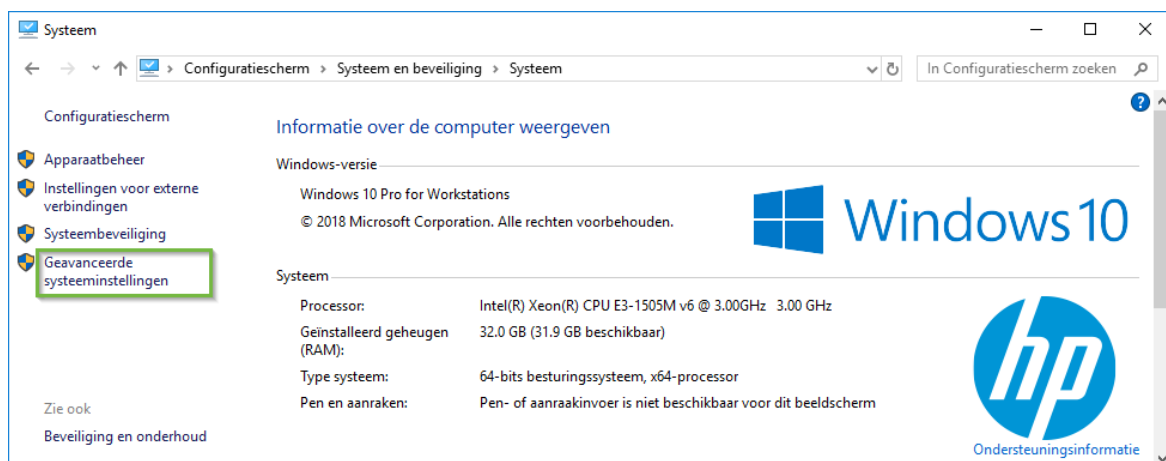 Systeem
Configuratiescherm > Systeem en beveiliging > Systeem
In Configuratiescherm zoeken
Configuratiescherm
Apparaatbeheer
Instellingen voor externe
verbindingen
Systeembeveiliging
Geavanceerde
systeeminstellingen
Zie ook
Beveiliging en onderhoud
Informatie over de computer weergeven
Windows-versie
Windows 10 Pro for Workstations
© 2018 Microsoft Corporation. Alle rechten voorbehouden.
Windows 10
Systeem
Processor: Intel(R) Xeon(R) CPU E3-1505M v6 @ 3.00GHz 3.00 GHz
Geïnstalleerd geheugen
(RAM): 32.0 GB (31.9 GB beschikbaar)
Type systeem: 64-bits besturingssysteem, x64-processor
Pen en aanraken: Pen- of aanraakinvoer is niet beschikbaar voor dit beeldscherm
hp
Ondersteuningsinformatie